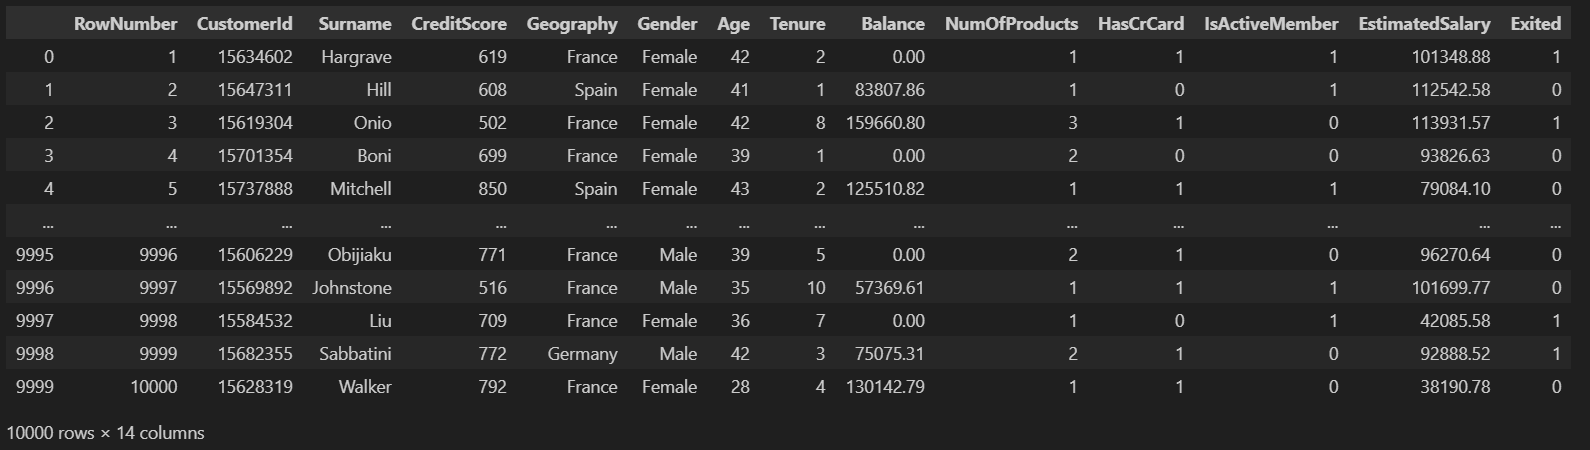 RowNumber CustomerId Surname CreditScore Geography Gender Age Tenure Balance NumOfProducts HasCrCard IsActiveMember EstimatedSalary Exited
0 1 15634602 Hargrave 619 France Female 42 2 0.00 1 1 1 101348.88 1
1 2 15647311 Hill 608 Spain Female 41 1 83807.86 1 0 1 112542.58 0
2 3 15619304 Onio 502 France Female 42 8 159660.80 3 1 0 113931.57 1
3 4 15701354 Boni 699 France Female 39 1 0.00 2 0 0 93826.63 0
4 5 15737888 Mitchell 850 Spain Female 43 2 125510.82 1 1 1 79084.10 0
... ... ... ... ... ... ... ... ... ... ... ... ... ... ...
9995 9996 15606229 Obijiaku 771 France Male 39 5 0.00 2 1 0 96270.64 0
9996 9997 15569892 Johnstone 516 France Male 35 10 57369.61 1 1 1 101699.77 0
9997 9998 15584532 Liu 709 France Female 36 7 0.00 1 0 1 42085.58 1
9998 9999 15682355 Sabbatini 772 Germany Male 42 3 75075.31 2 1 0 92888.52 1
9999 10000 15628319 Walker 792 France Female 28 4 130142.79 1 1 0 38190.78 0
10000 rows × 14 columns